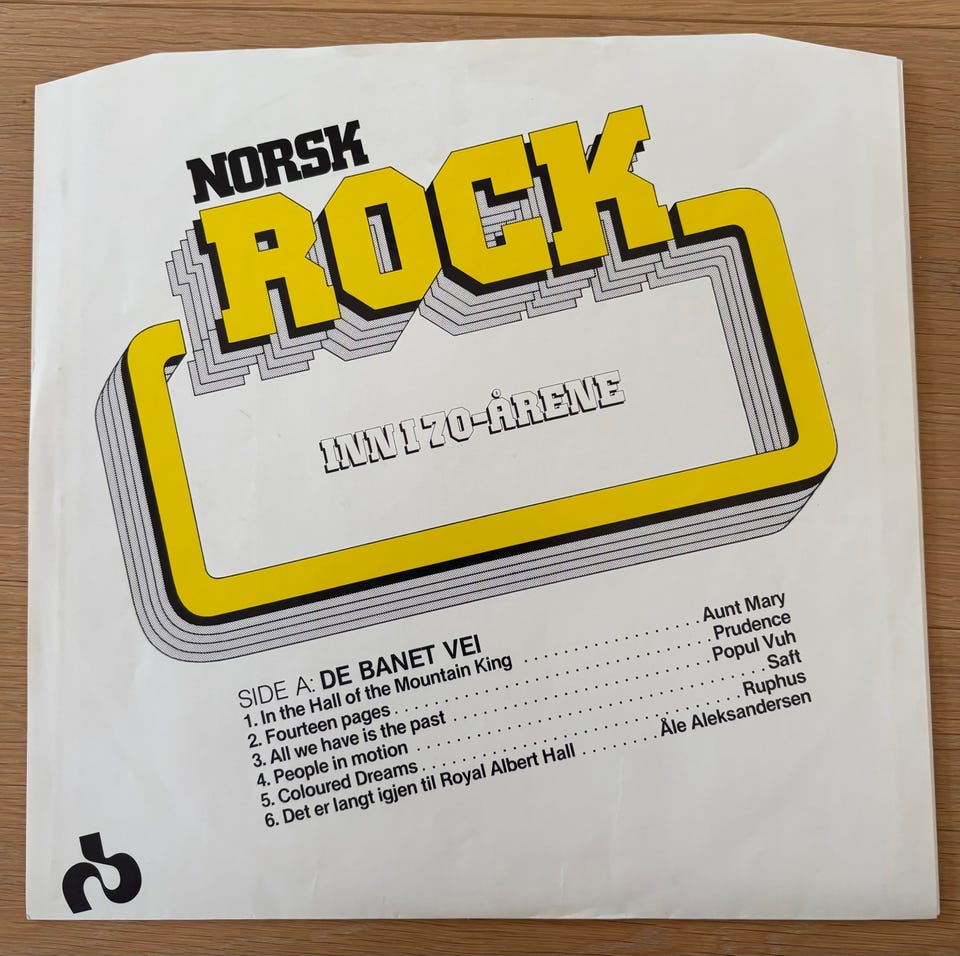 NORSK
ROCK
INN I 70-ÅRENE
SIDE A: DE BANET VEI
1. In the Hall of the Mountain King . . . . . . . . . . . . . . . . . . . . Aunt Mary
2. Fourteen pages . . . . . . . . . . . . . . . . . . . . . . . . . . . . . . . . . . . Prudence
3. All we have is the past . . . . . . . . . . . . . . . . . . . . . . . . . . . . Popul Vuh
4. People in motion . . . . . . . . . . . . . . . . . . . . . . . . . . . . . . . . . . . . . . Saft
5. Coloured Dreams . . . . . . . . . . . . . . . . . . . . . . . . . . . . . . . . . . Ruphus
6. Det er langt igjen til Royal Albert Hall . . . . . . . . . Åle Aleksandersen